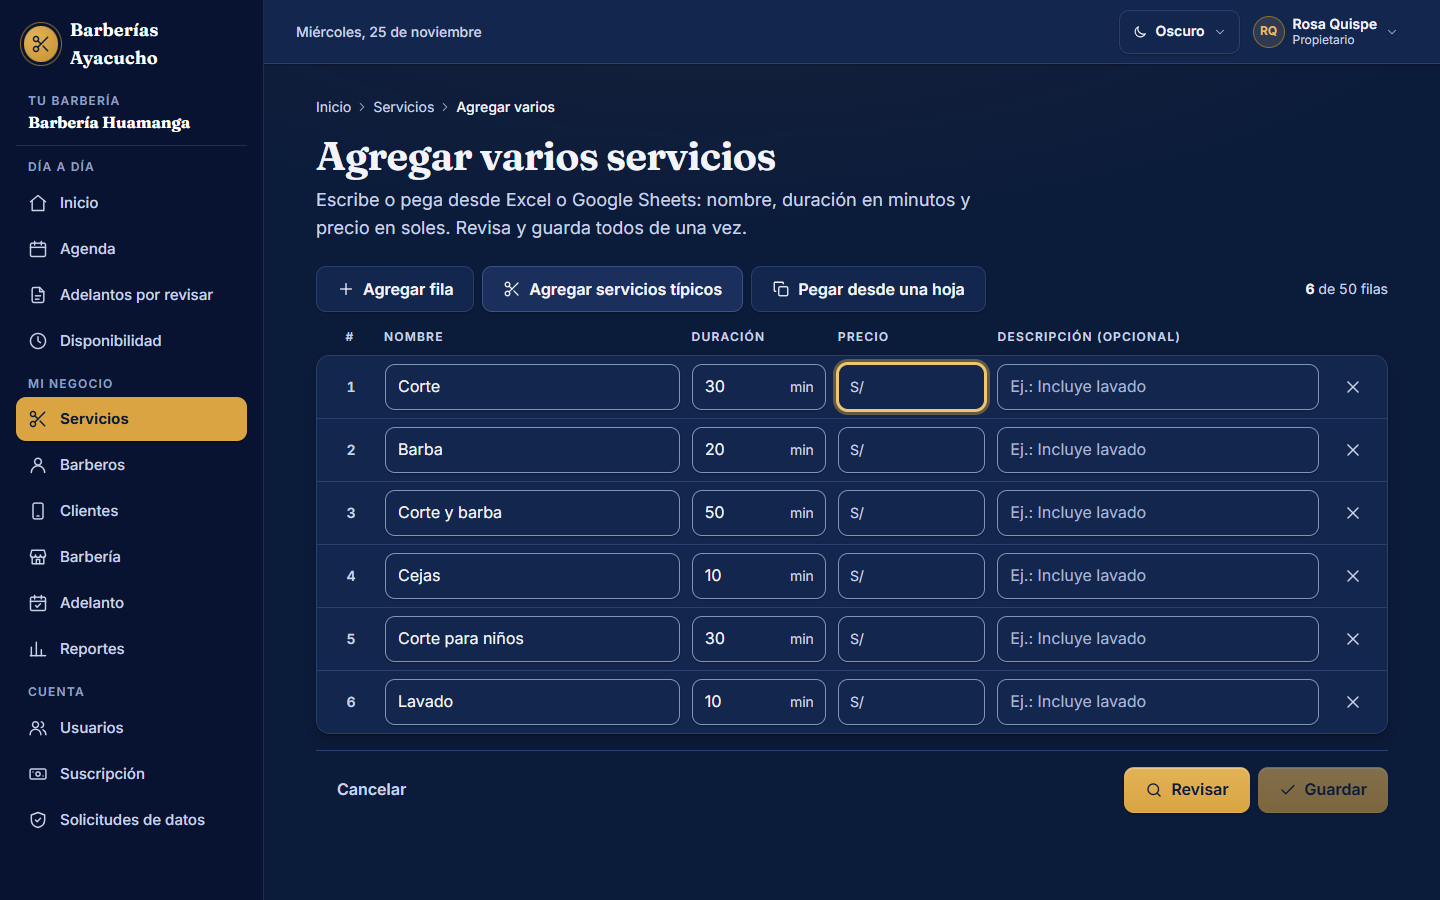 Barberías
Ayacucho
TU BARBERÍA
Barbería Huamanga
DÍA A DÍA
Inicio
Agenda
Adelantos por revisar
Disponibilidad
MI NEGOCIO
Servicios
Barberos
Clientes
Barbería
Adelanto
Reportes
CUENTA
Usuarios
Suscripción
Solicitudes de datos
Miércoles, 25 de noviembre
Oscuro
RQ
Rosa Quispe
Propietario
Inicio > Servicios > Agregar varios
Agregar varios servicios
Escribe o pega desde Excel o Google Sheets: nombre, duración en minutos y
precio en soles. Revisa y guarda todos de una vez.
Agregar fila
Agregar servicios típicos
Pegar desde una hoja
6 de 50 filas
# NOMBRE DURACIÓN PRECIO DESCRIPCIÓN (OPCIONAL)
1 Corte 30 min S/ Ej.: Incluye lavado
2 Barba 20 min S/ Ej.: Incluye lavado
3 Corte y barba 50 min S/ Ej.: Incluye lavado
4 Cejas 10 min S/ Ej.: Incluye lavado
5 Corte para niños 30 min S/ Ej.: Incluye lavado
6 Lavado 10 min S/ Ej.: Incluye lavado
Cancelar
Revisar
Guardar